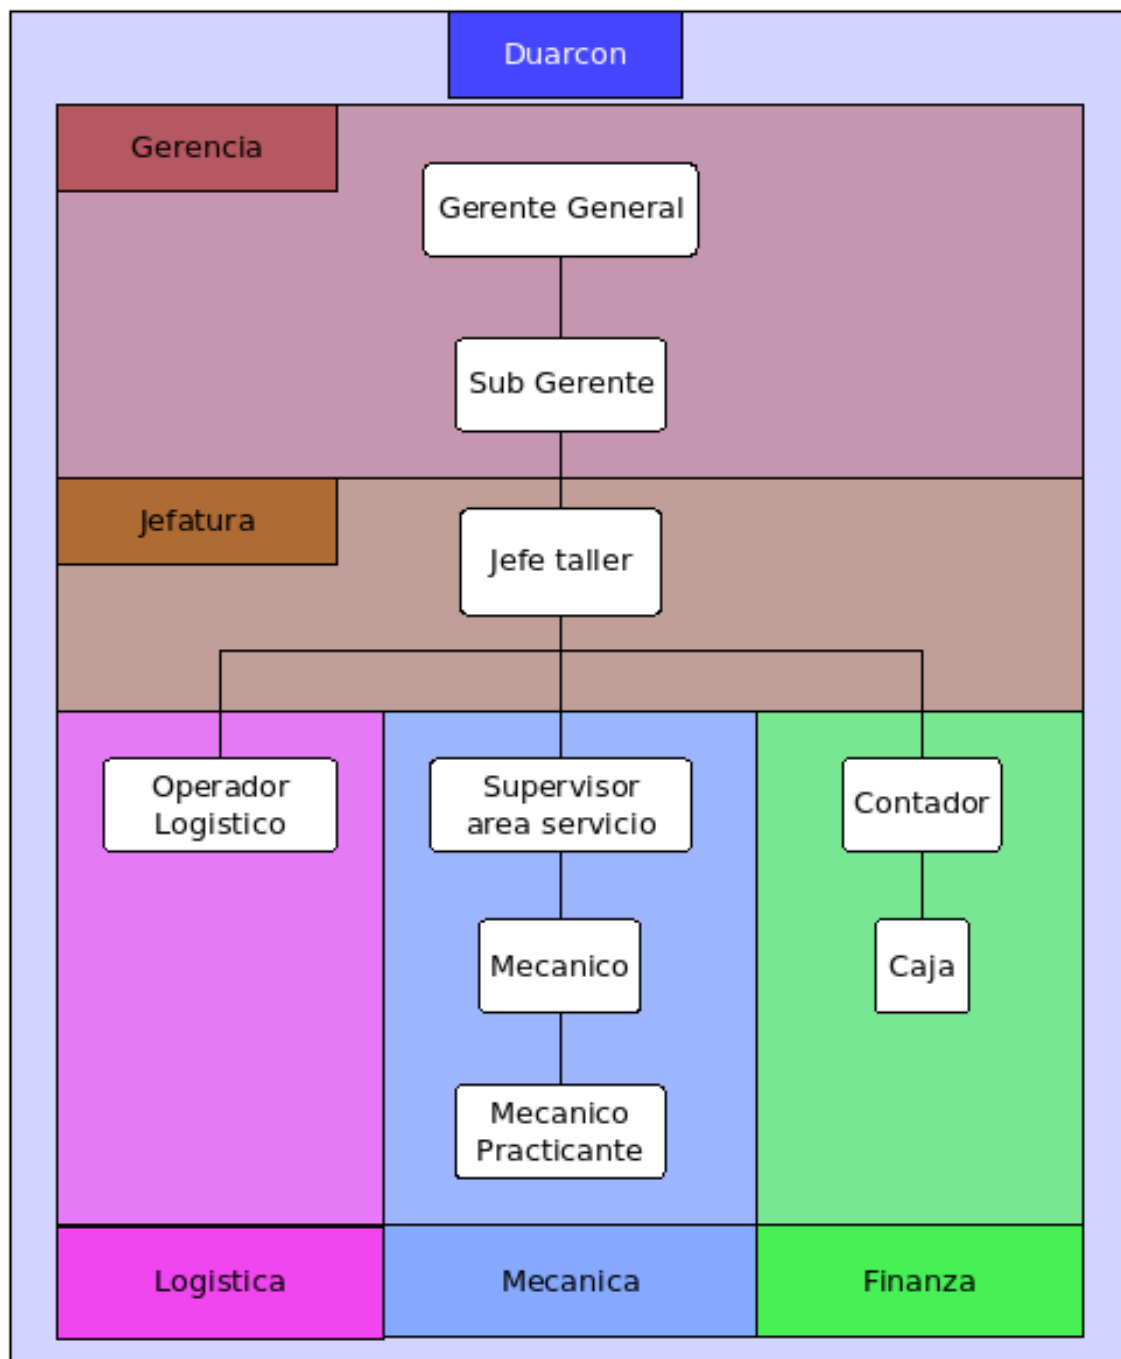 Duarcon
Gerencia
Gerente General
Sub Gerente
Jefatura
Jefe taller
Operador
Logistico
Supervisor
area servicio
Contador
Mecanico
Caja
Mecanico
Practicante
Logistica
Mecanica
Finanza